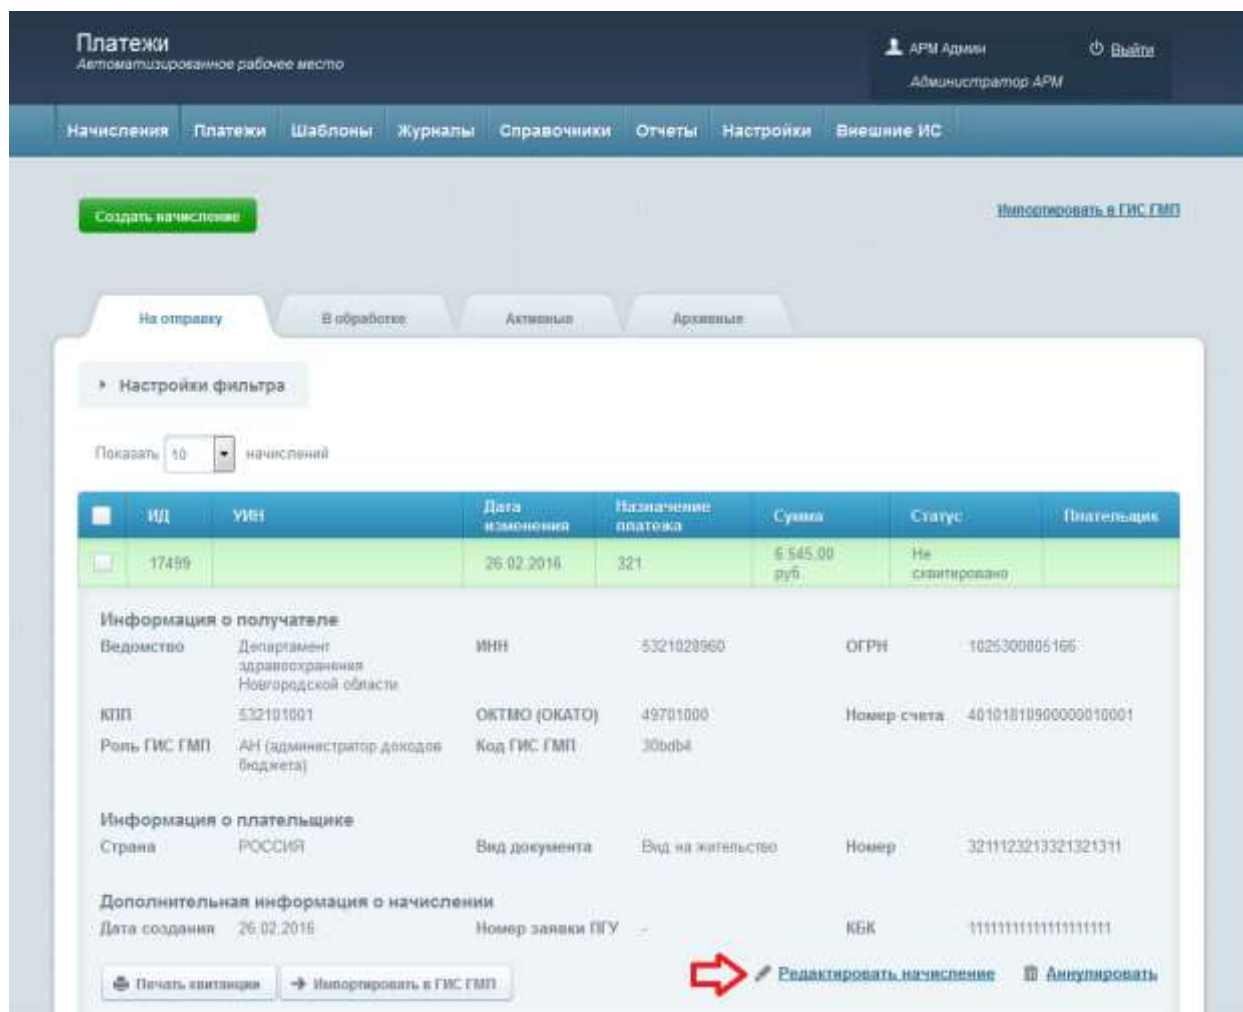 Платежи
Автоматизированное рабочее место
АРМ Админ
Выйти
Администратор АРМ
Начисления Платежи Шаблоны Журналы Справочники Отчеты Настройки Внешние ИС
Создать начисление
Импортировать в ГИС ГМП
На отправку В обработке Активные Архивные
Настройки фильтра
Показать 10 начислений
ИД УИН Дата изменения Назначение платежа Сумма Статус Плательщик
17499 26.02.2016 321 6 545.00 руб. Не сквитировано
Информация о получателе
Ведомство Департамент здравоохранения Новгородской области ИНН 5321028960 ОГРН 1025300805166
КПП 532101001 ОКТМО (ОКАТО) 49701000 Номер счета 40101810900000010001
Роль ГИС ГМП АН (администратор доходов бюджета) Код ГИС ГМП 30bdb4
Информация о плательщике
Страна РОССИЯ Вид документа Вид на жительство Номер 3211123213321321311
Дополнительная информация о начислении
Дата создания 26.02.2016 Номер заявки ПГУ - КБК 11111111111111111111
Печать квитанции Импортировать в ГИС ГМП Редактировать начисление Аннулировать